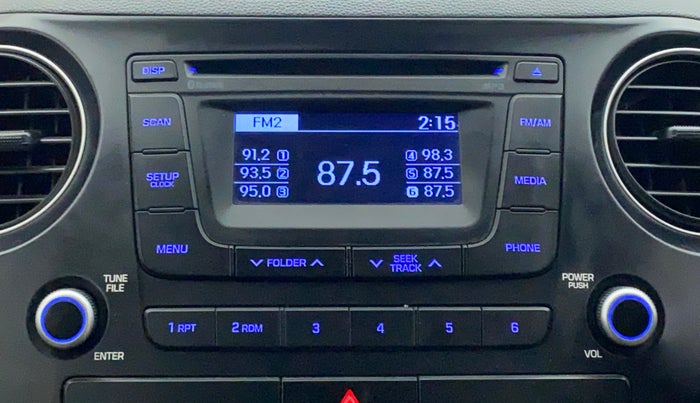 DISP
Bluetooth
MP3
SCAN
FM2 2:15
FM/AM
91.2 1
4 98.3
93.5 2
87.5
5 87.5
95.0 3
6 87.5
SETUP
CLOCK
MEDIA
MENU
FOLDER
SEEK
TRACK
PHONE
TUNE
FILE
POWER
PUSH
1 RPT
2 RDM
3
4
5
6
ENTER
VOL